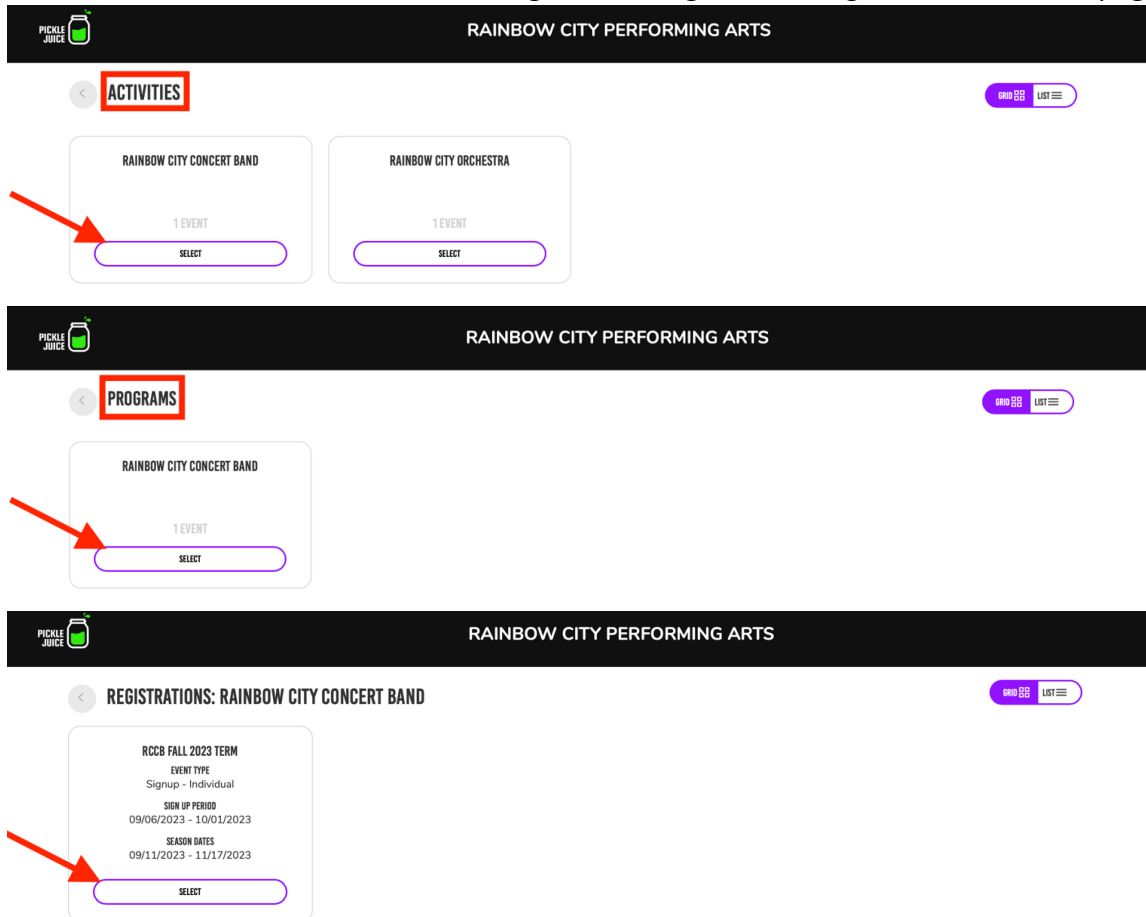 PICKLE
JUICE
RAINBOW CITY PERFORMING ARTS
ACTIVITIES
GRID LIST
RAINBOW CITY CONCERT BAND
RAINBOW CITY ORCHESTRA
1 EVENT
1 EVENT
SELECT
SELECT
PICKLE
JUICE
RAINBOW CITY PERFORMING ARTS
PROGRAMS
GRID LIST
RAINBOW CITY CONCERT BAND
1 EVENT
SELECT
PICKLE
JUICE
RAINBOW CITY PERFORMING ARTS
REGISTRATIONS: RAINBOW CITY CONCERT BAND
GRID LIST
RCCB FALL 2023 TERM
EVENT TYPE
Signup - Individual
SIGN UP PERIOD
09/06/2023 - 10/01/2023
SEASON DATES
09/11/2023 - 11/17/2023
SELECT